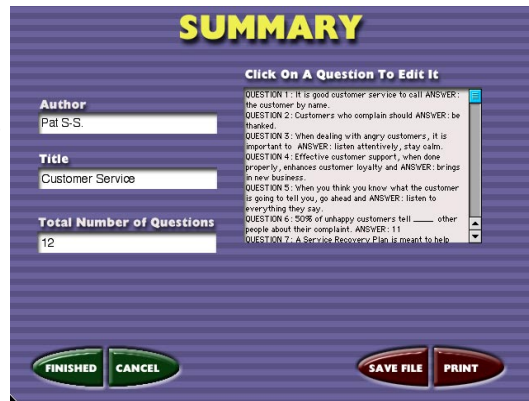 SUMMARY
Click On A Question To Edit It
Author
Pat S-S.
Title
Customer Service
Total Number of Questions
12
QUESTION 1: It is good customer service to call ANSWER:
the customer by name.
QUESTION 2: Customers who complain should ANSWER: be
thanked.
QUESTION 3: When dealing with angry customers, it is
important to ANSWER: listen attentively, stay calm.
QUESTION 4: Effective customer support, when done
properly, enhances customer loyalty and ANSWER: brings
in new business.
QUESTION 5: When you think you know what the customer
is going to tell you, go ahead and ANSWER: listen to
everything they say.
QUESTION 6: 50% of unhappy customers tell ____ other
people about their complaint. ANSWER: 11
QUESTION 7: A Service Recovery Plan is meant to help
FINISHED
CANCEL
SAVE FILE
PRINT